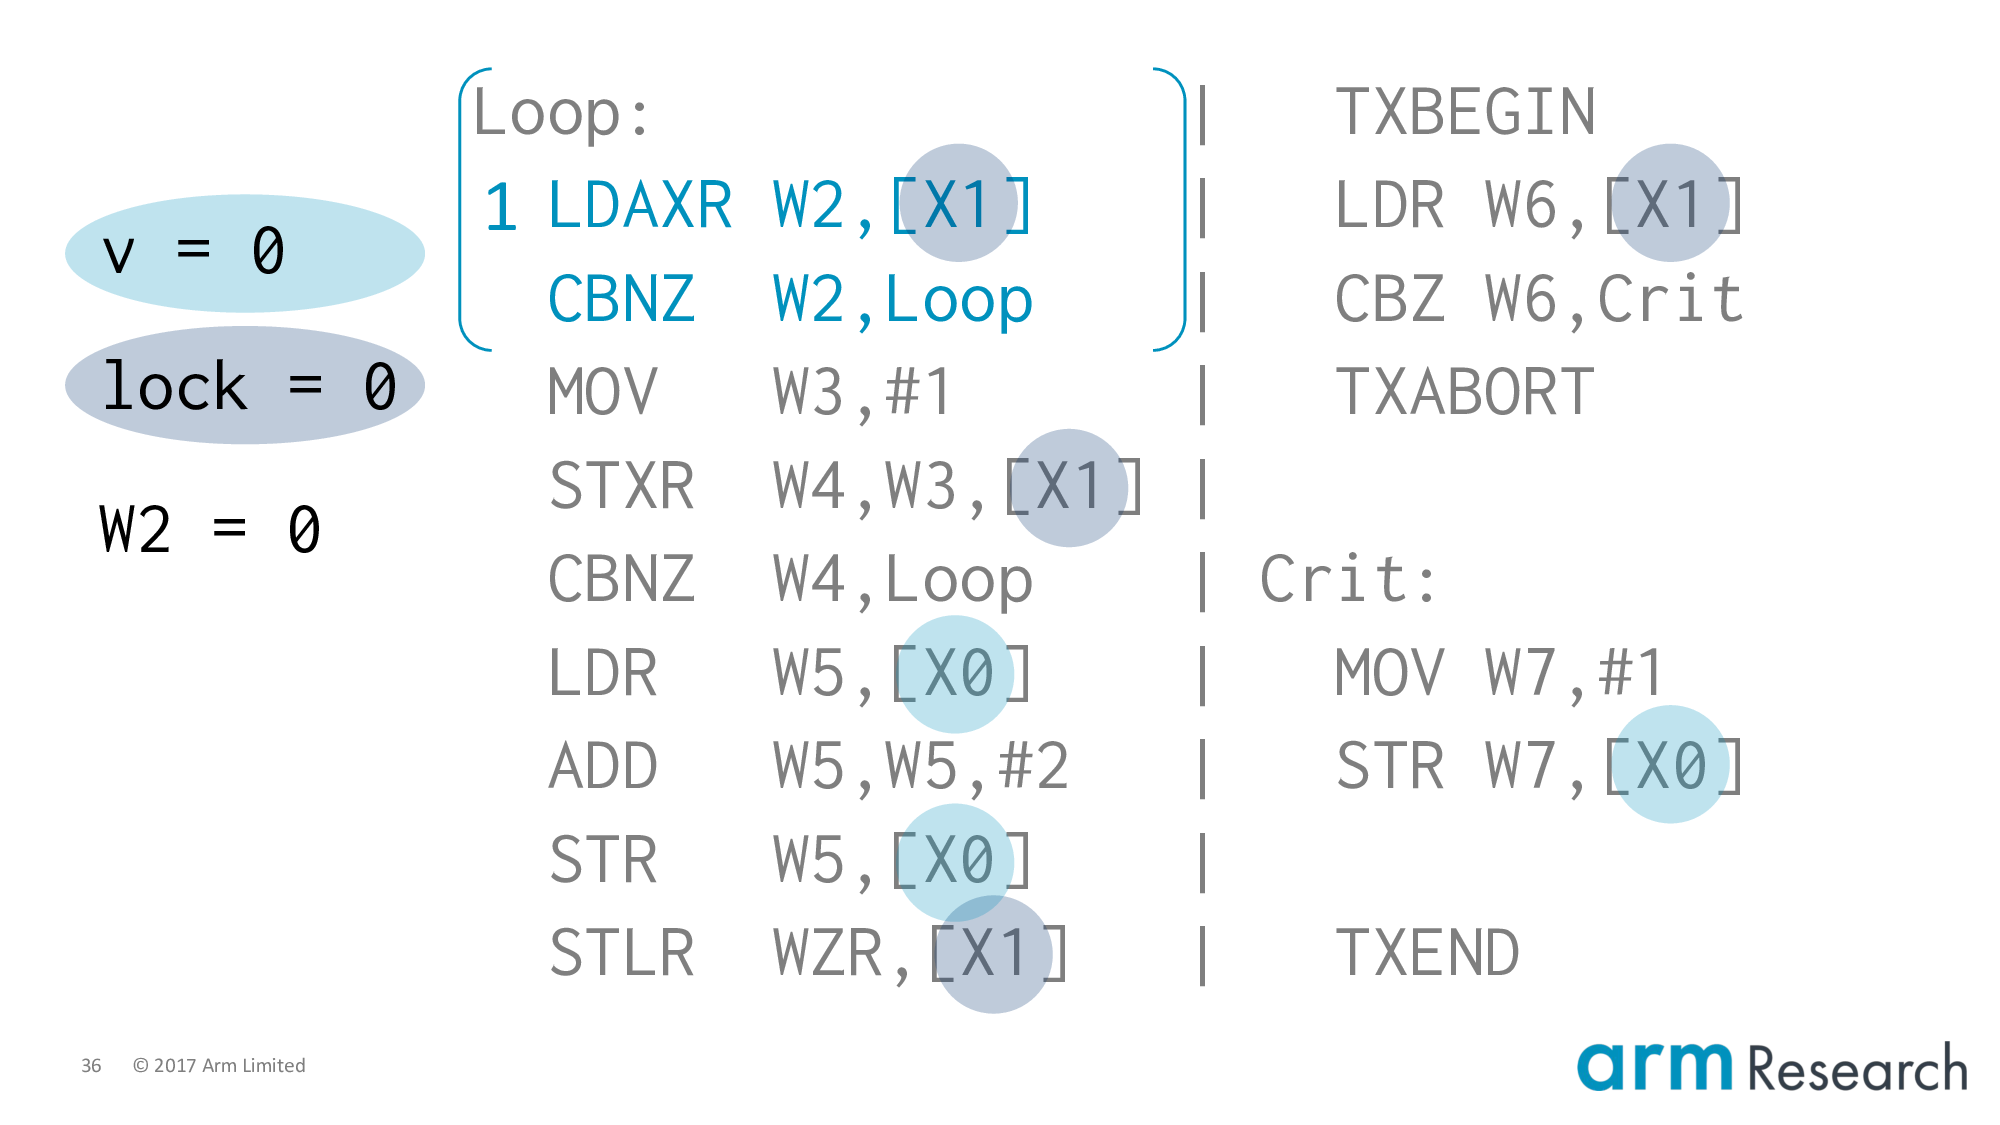 v = 0
lock = 0
W2 = 0
Loop: | TXBEGIN
1 LDAXR W2,[X1] | LDR W6,[X1]
CBNZ W2,Loop | CBZ W6,Crit
MOV W3,#1 | TXABORT
STXR W4,W3,[X1] |
CBNZ W4,Loop | Crit:
LDR W5,[X0] | MOV W7,#1
ADD W5,W5,#2 | STR W7,[X0]
STR W5,[X0] |
STLR WZR,[X1] | TXEND
36 © 2017 Arm Limited
arm Research